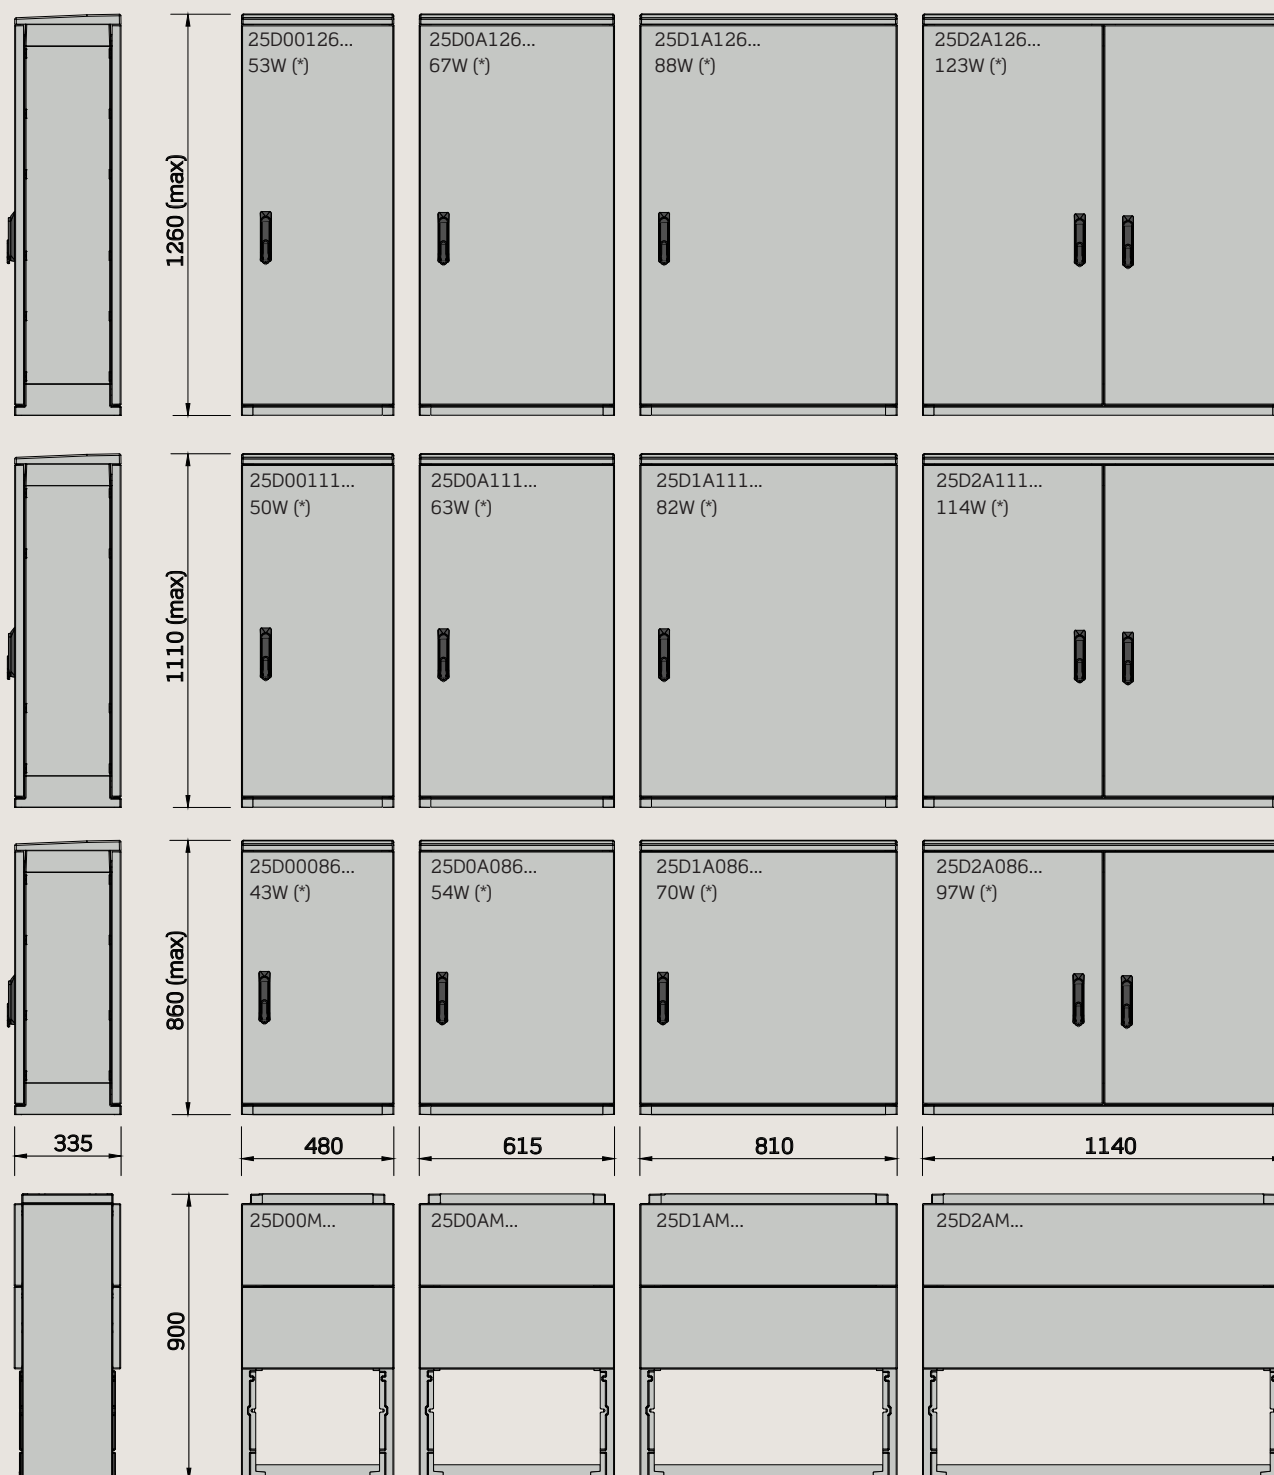 25D00126...
53W (*)
25D0A126...
67W (*)
25D1A126...
88W (*)
25D2A126...
123W (*)
1260 (max)
25D00111...
50W (*)
25D0A111...
63W (*)
25D1A111...
82W (*)
25D2A111...
114W (*)
1110 (max)
25D00086...
43W (*)
25D0A086...
54W (*)
25D1A086...
70W (*)
25D2A086...
97W (*)
860 (max)
335
480
615
810
1140
25D00M...
25D0AM...
25D1AM...
25D2AM...
900